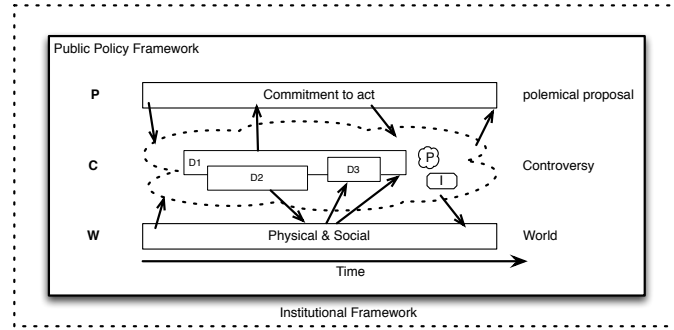 Public Policy Framework
P Commitment to act polemical proposal
D1 P
C D2 D3 I Controversy
W Physical & Social World
Time
Institutional Framework